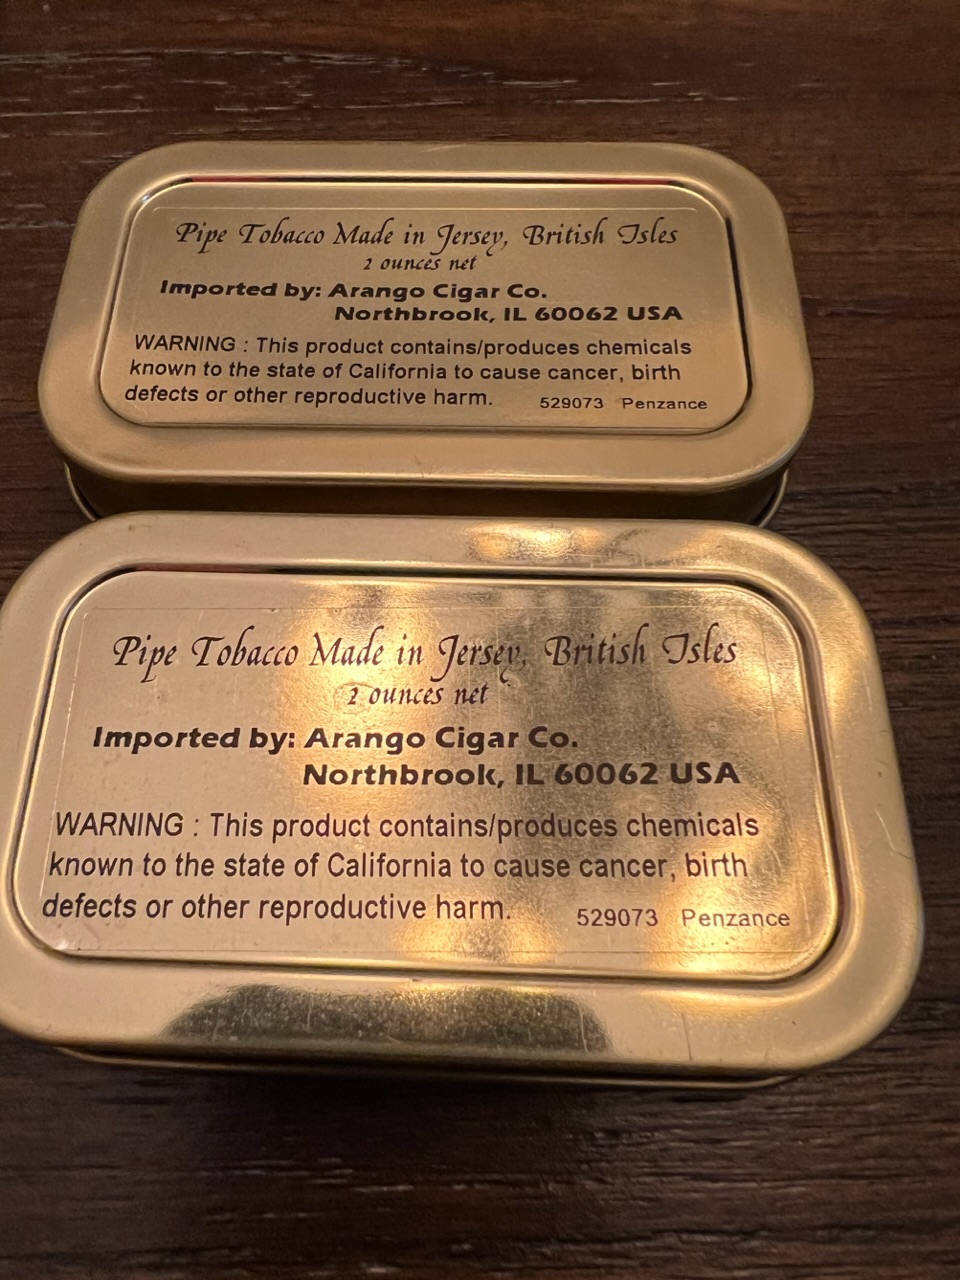 Pipe Tobacco Made in Jersey, British Isles
2 ounces net
Imported by: Arango Cigar Co.
Northbrook, IL 60062 USA
WARNING : This product contains/produces chemicals
known to the state of California to cause cancer, birth
defects or other reproductive harm. 529073 Penzance
Pipe Tobacco Made in Jersey, British Isles
2 ounces net
Imported by: Arango Cigar Co.
Northbrook, IL 60062 USA
WARNING : This product contains/produces chemicals
known to the state of California to cause cancer, birth
defects or other reproductive harm. 529073 Penzance